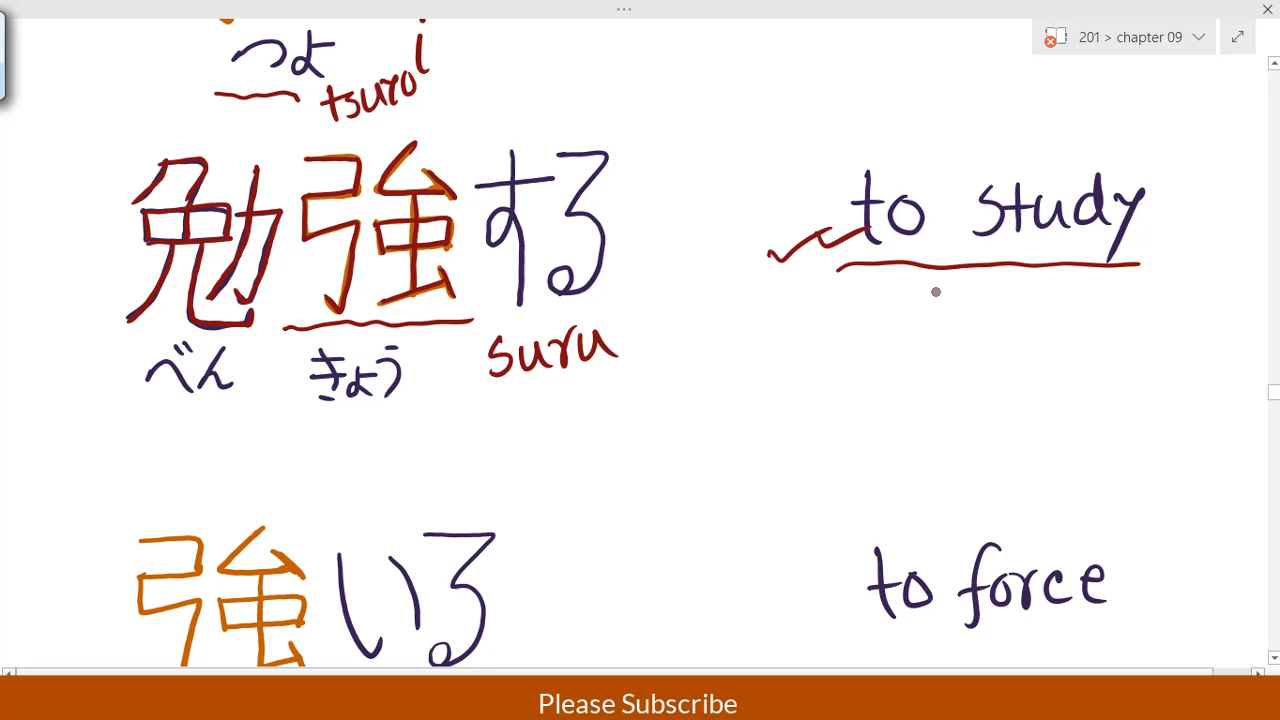 201 > chapter 09
つよ i
tsuroi
勉強する to study
べん きょう suru
強いる to force
Please Subscribe